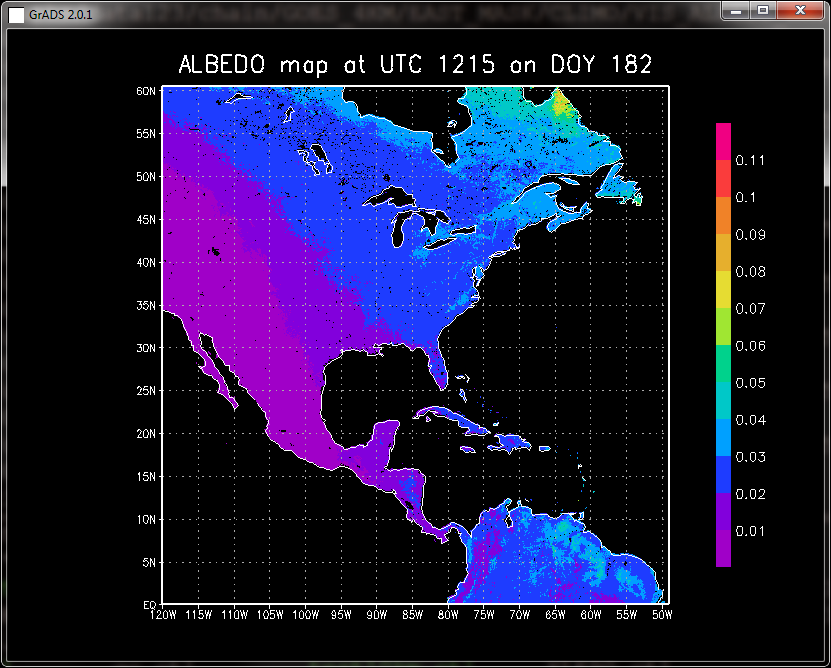 GrADS 2.0.1
ALBEDO map at UTC 1215 on DOY 182
60N
55N
50N
45N
40N
35N
30N
25N
20N
15N
10N
5N
EQ
120W 115W 110W 105W 100W 95W 90W 85W 80W 75W 70W 65W 60W 55W 50W
0.11
0.1
0.09
0.08
0.07
0.06
0.05
0.04
0.03
0.02
0.01